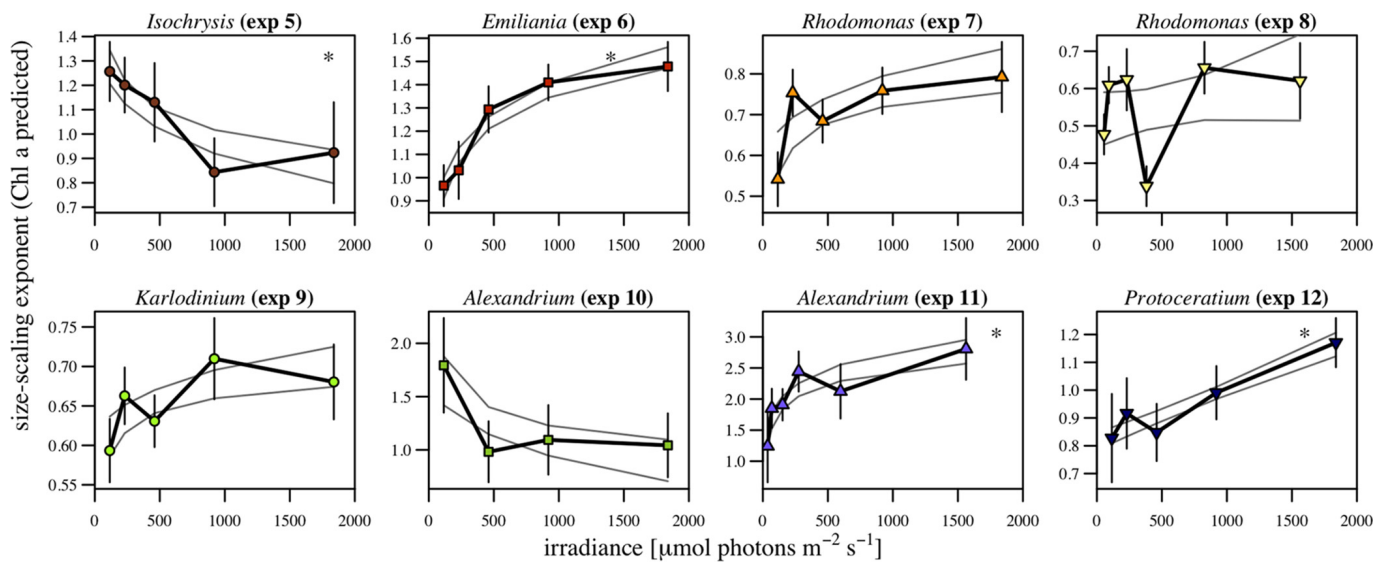 size-scaling exponent (Chl a predicted)
Isochrysis (exp 5)
*
1.4
1.3
1.2
1.1
1.0
0.9
0.8
0.7
0 500 1000 1500 2000
Emiliania (exp 6)
*
1.6
1.5
1.4
1.3
1.2
1.1
1.0
0.9
0 500 1000 1500 2000
Rhodomonas (exp 7)
0.8
0.7
0.6
0.5
0 500 1000 1500 2000
Rhodomonas (exp 8)
0.7
0.6
0.5
0.4
0.3
0 500 1000 1500 2000
Karlodinium (exp 9)
0.75
0.70
0.65
0.60
0.55
0 500 1000 1500 2000
Alexandrium (exp 10)
2.0
1.5
1.0
0 500 1000 1500 2000
Alexandrium (exp 11)
*
3.0
2.5
2.0
1.5
1.0
0 500 1000 1500 2000
Protoceratium (exp 12)
*
1.2
1.1
1.0
0.9
0.8
0.7
0 500 1000 1500 2000
irradiance [μmol photons m⁻² s⁻¹]